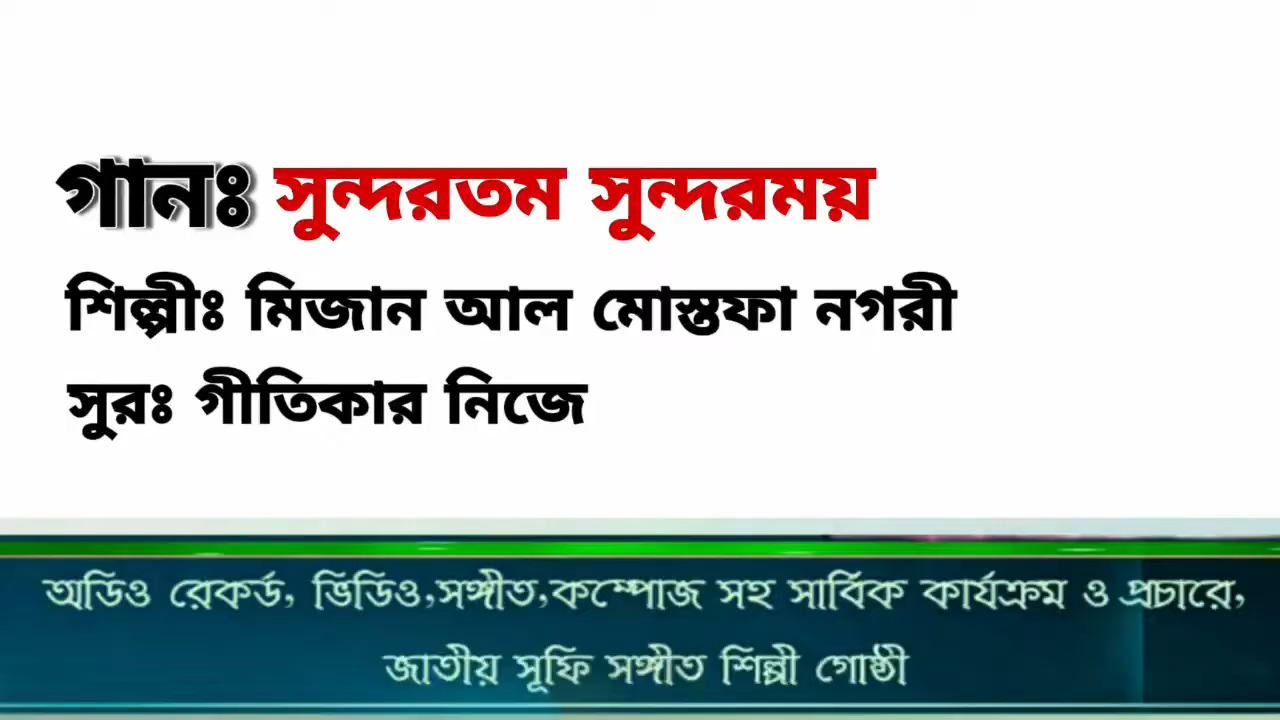 গানঃ সুন্দরতম সুন্দরময়
শিল্পীঃ মিজান আল মোস্তফা নগরী
সুরঃ গীতিকার নিজে
অডিও রেকর্ড, ভিডিও,সঙ্গীত,কম্পোজ সহ সার্বিক কার্যক্রম ও প্রচারে,
জাতীয় সূফি সঙ্গীত শিল্পী গোষ্ঠী